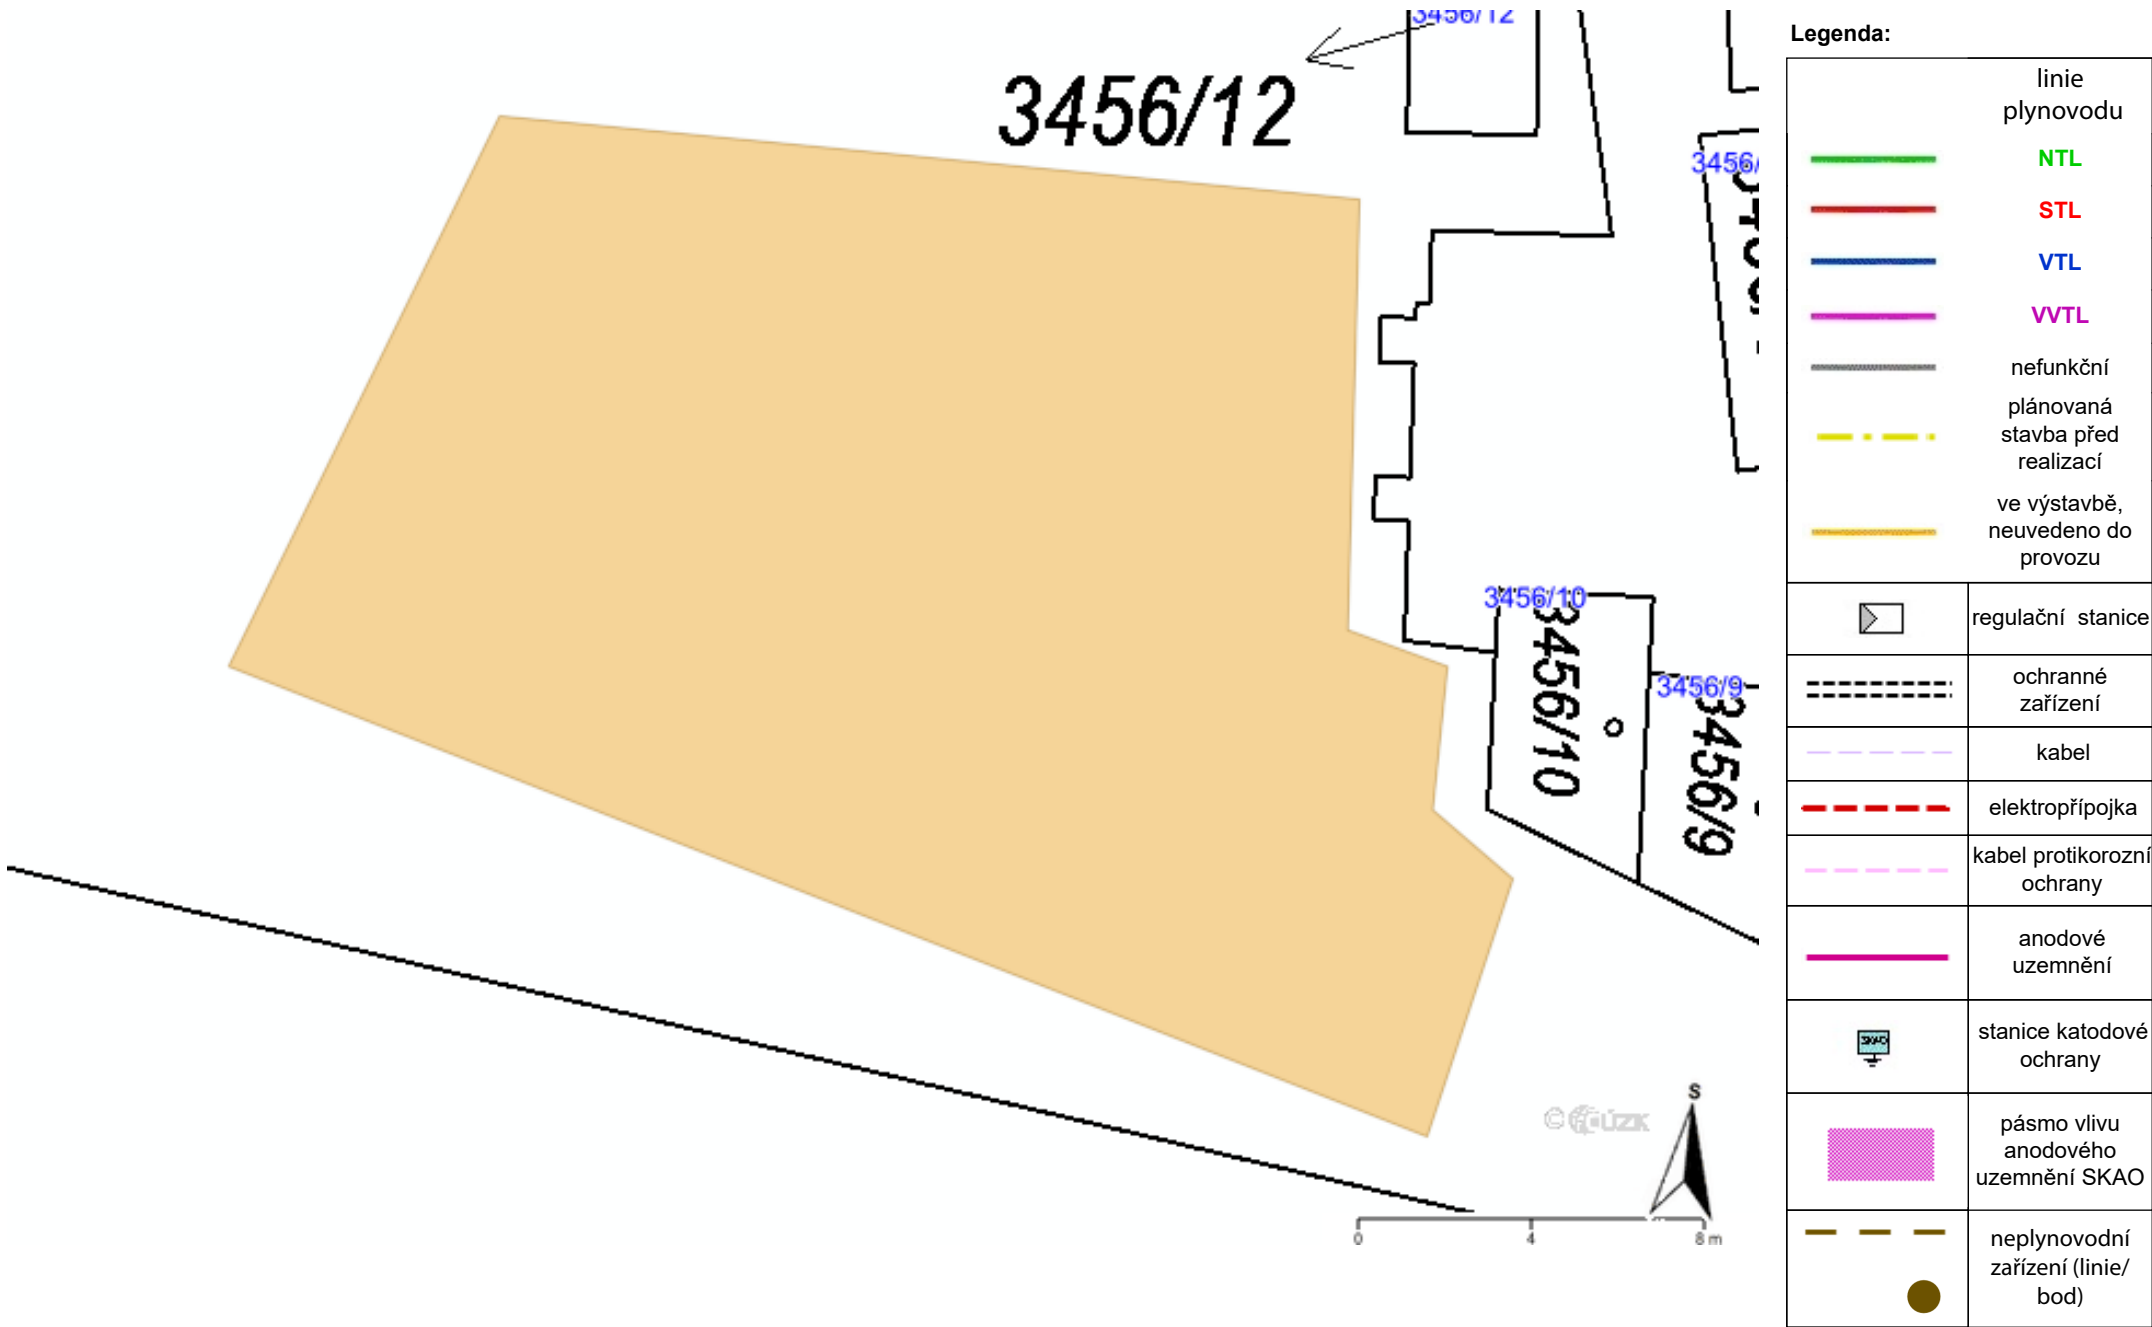 3456/12
3456/12
3456/10
3456/10
3456/9
3456/9
S
0 4 8 m
Legenda:
linie
plynovodu
NTL
STL
VTL
VVTL
nefunkční
plánovaná
stavba před
realizací
ve výstavbě,
neuvedeno do
provozu
regulační stanice
ochranné
zařízení
kabel
elektropřípojka
kabel protikorozní
ochrany
anodové
uzemnění
SKAO
stanice katodové
ochrany
pásmo vlivu
anodového
uzemnění SKAO
neplynovodní
zařízení (linie/
bod)